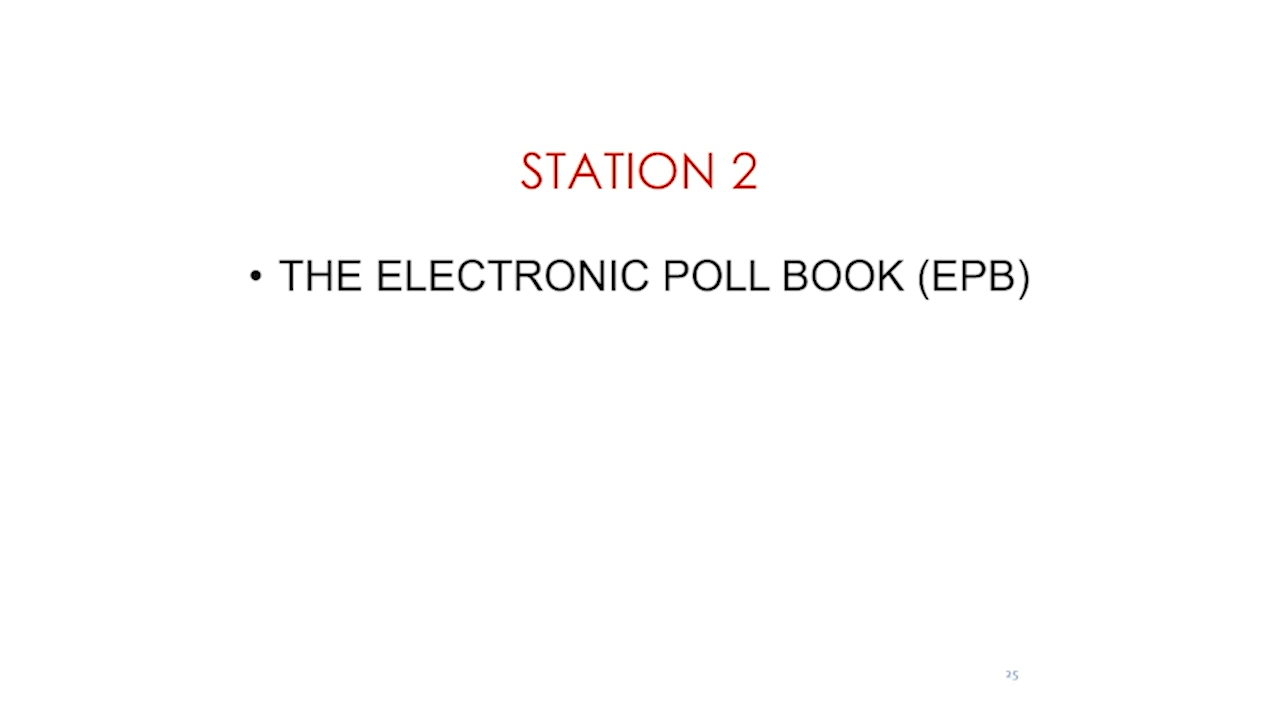 STATION 2
• THE ELECTRONIC POLL BOOK (EPB)
25